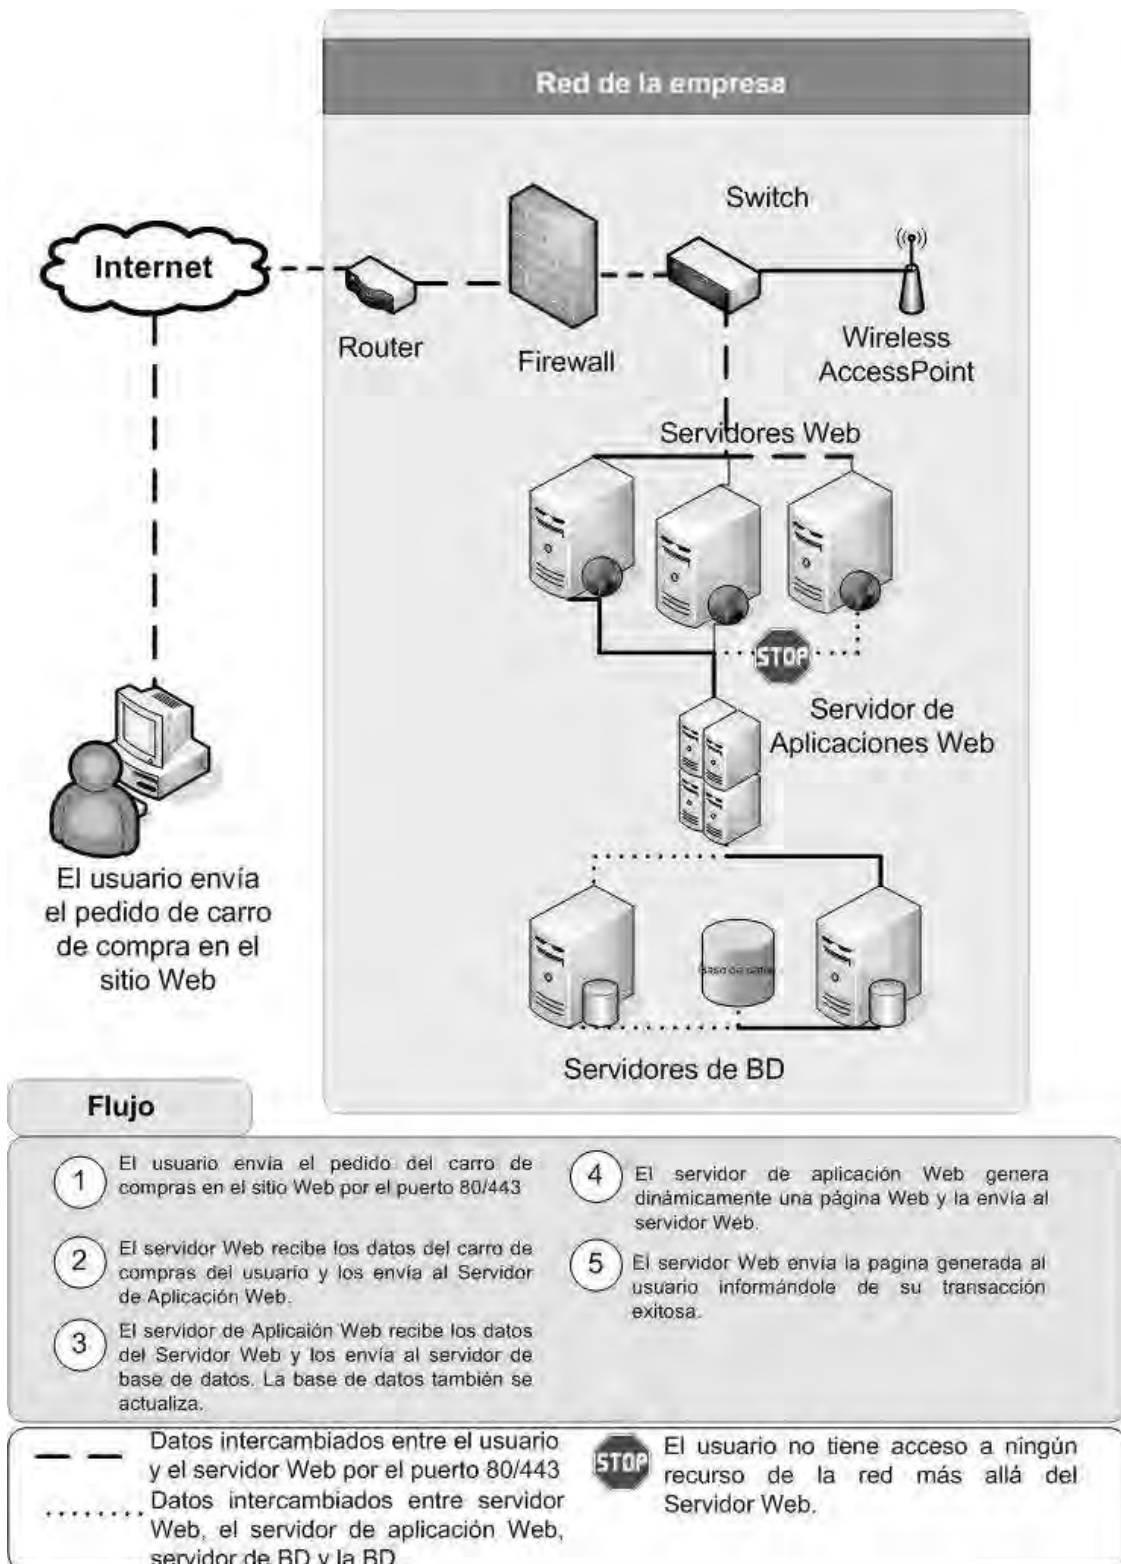 Red de la empresa
Switch
Internet
Router
Firewall
Wireless
AccessPoint
Servidores Web
STOP
Servidor de
Aplicaciones Web
El usuario envía
el pedido de carro
de compra en el
sitio Web
Base de datos
Servidores de BD
Flujo
1
El usuario envía el pedido del carro de
compras en el sitio Web por el puerto 80/443
2
El servidor Web recibe los datos del carro de
compras del usuario y los envía al Servidor
de Aplicación Web.
3
El servidor de Aplicaión Web recibe los datos
del Servidor Web y los envía al servidor de
base de datos. La base de datos también se
actualiza.
4
El servidor de aplicación Web genera
dinámicamente una página Web y la envía al
servidor Web.
5
El servidor Web envia la pagina generada al
usuario informándole de su transacción
exitosa.
Datos intercambiados entre el usuario
y el servidor Web por el puerto 80/443
Datos intercambiados entre servidor
Web, el servidor de aplicación Web,
servidor de BD y la BD
STOP
El usuario no tiene acceso a ningún
recurso de la red más allá del
Servidor Web.